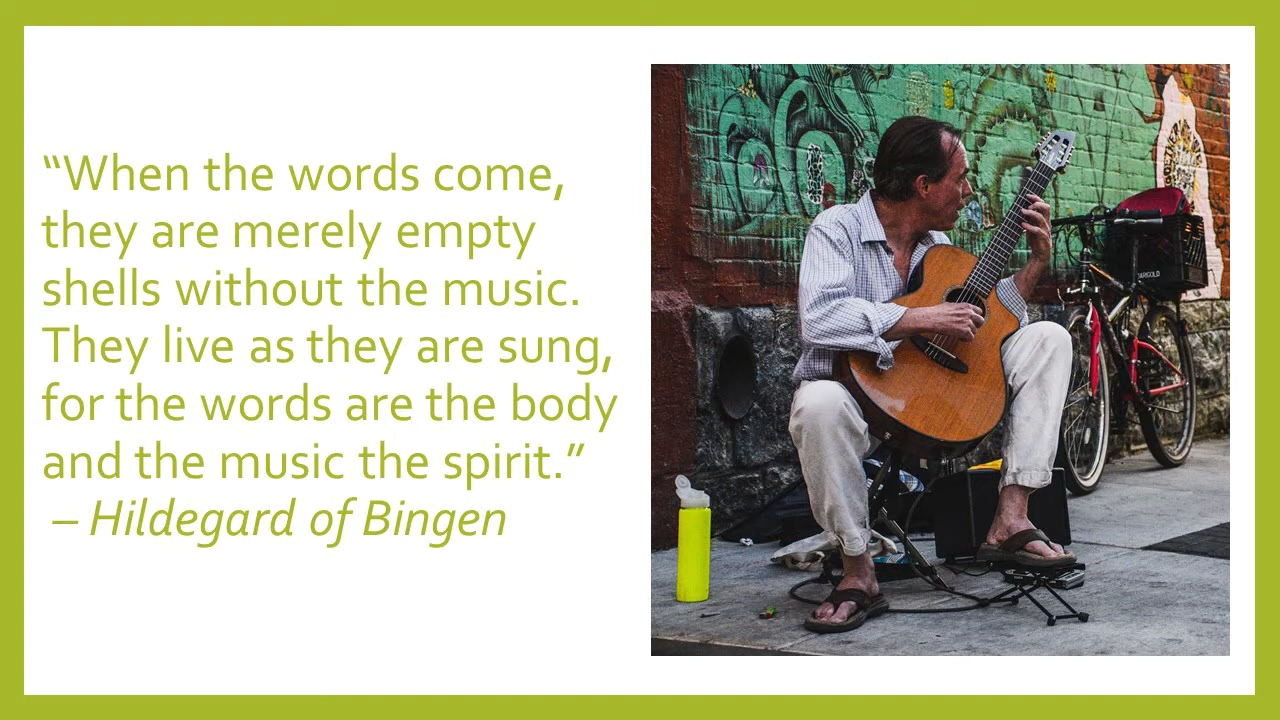 “When the words come,
they are merely empty
shells without the music.
They live as they are sung,
for the words are the body
and the music the spirit.”
– Hildegard of Bingen